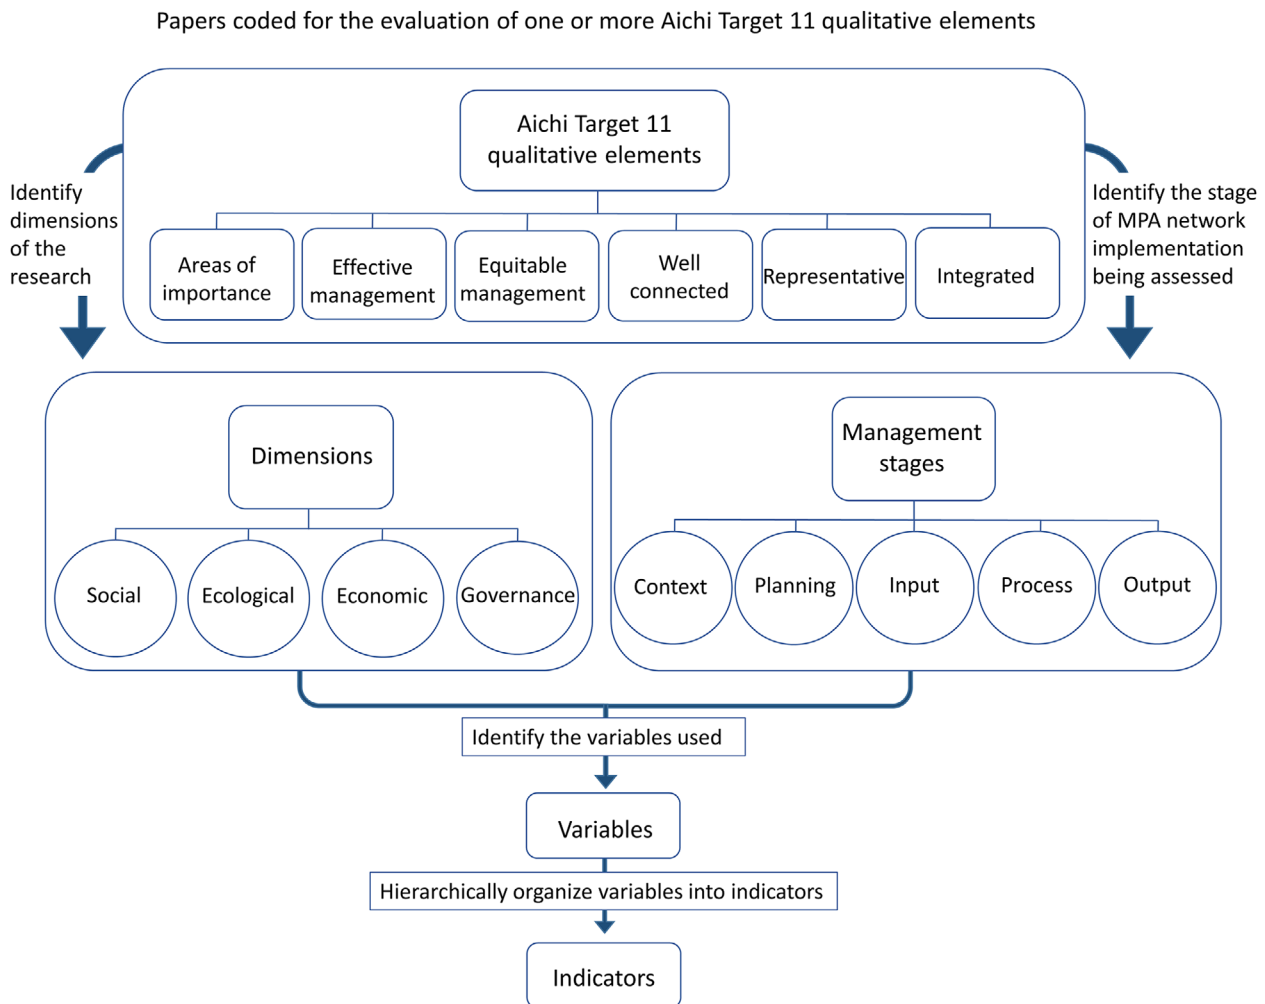 Papers coded for the evaluation of one or more Aichi Target 11 qualitative elements
Aichi Target 11
qualitative elements
Identify
dimensions
of the
research
Identify the stage
of MPA network
implementation
being assessed
Areas of
importance
Effective
management
Equitable
management
Well
connected
Representative
Integrated
Dimensions
Social
Ecological
Economic
Governance
Management
stages
Context
Planning
Input
Process
Output
Identify the variables used
Variables
Hierarchically organize variables into indicators
Indicators